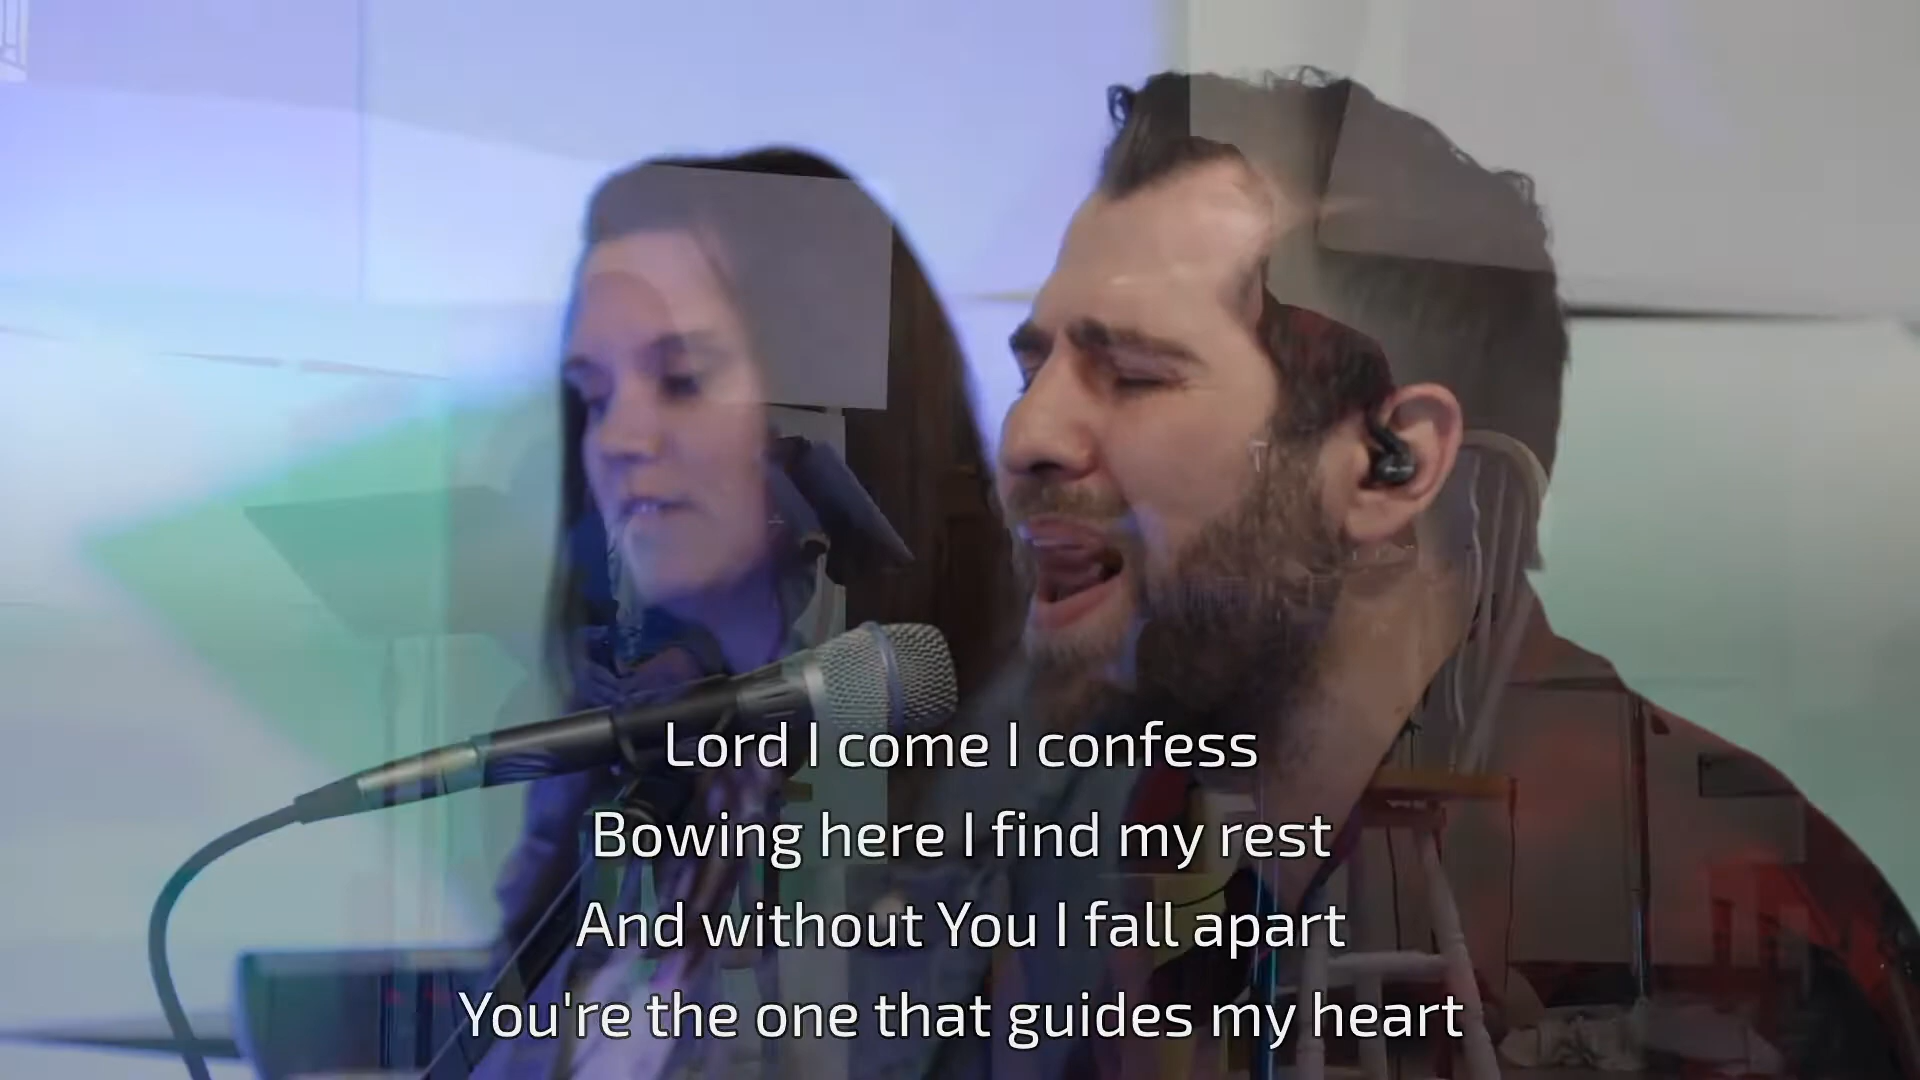 Lord I come I confess
Bowing here I find my rest
And without You I fall apart
You're the one that guides my heart